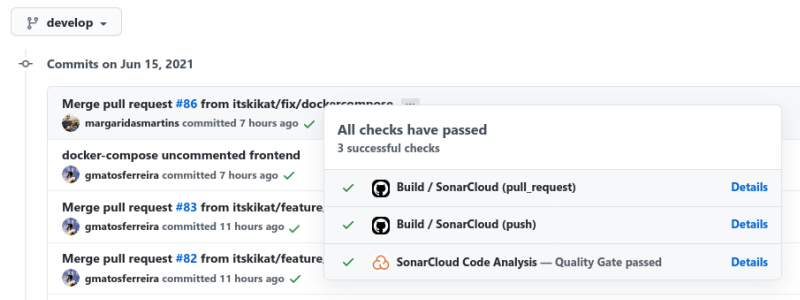 develop
Commits on Jun 15, 2021
Merge pull request #86 from itskikat/fix/dockercompose ...
margaridasmartins committed 7 hours ago
docker-compose uncommented frontend
gmatosferreira committed 7 hours ago
Merge pull request #83 from itskikat/feature
gmatosferreira committed 11 hours ago
Merge pull request #82 from itskikat/feature
gmatosferreira committed 11 hours ago
All checks have passed
3 successful checks
Build / SonarCloud (pull_request) Details
Build / SonarCloud (push) Details
SonarCloud Code Analysis — Quality Gate passed Details